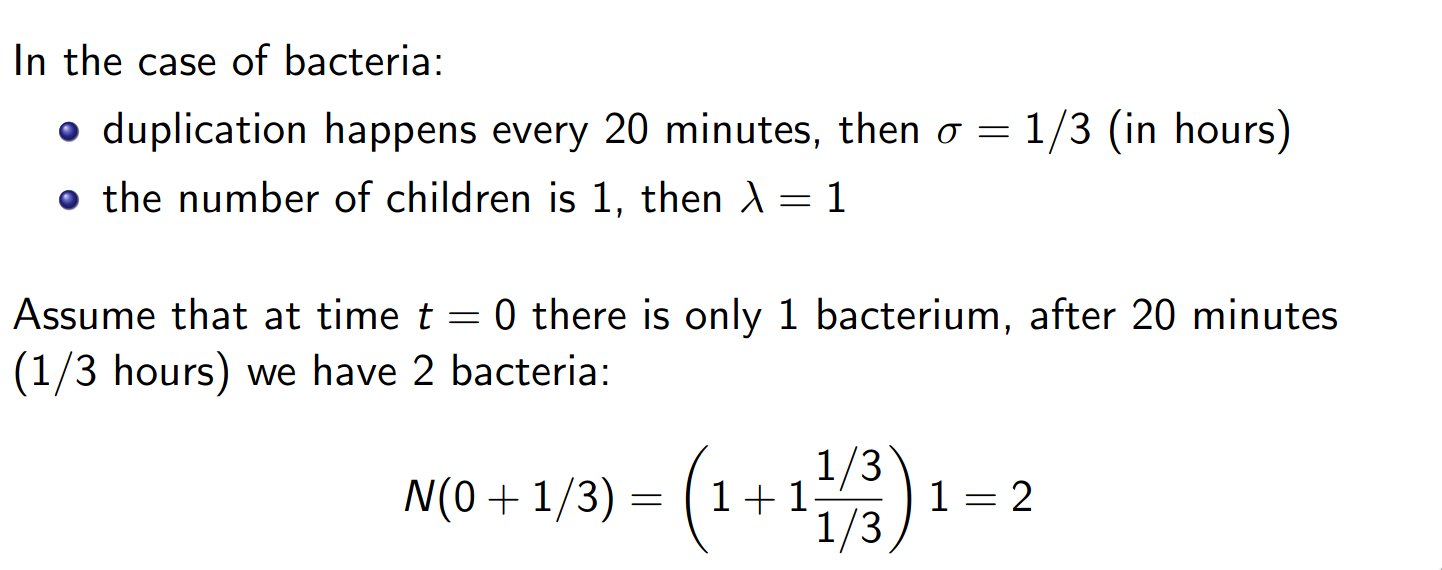 In the case of bacteria:
• duplication happens every 20 minutes, then σ = 1/3 (in hours)
• the number of children is 1, then λ = 1
Assume that at time t = 0 there is only 1 bacterium, after 20 minutes
(1/3 hours) we have 2 bacteria:
N(0 + 1/3) = (1 + 1 \frac{1/3}{1/3}) 1 = 2